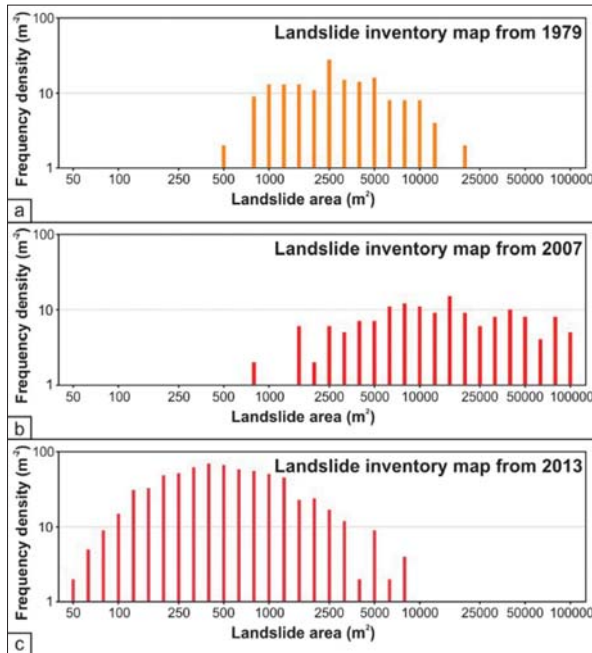 Landslide inventory map from 1979
Frequency density (m⁻²)
100
10
1
50 100 250 500 1000 2500 5000 10000 25000 50000 100000
Landslide area (m²)
a
Landslide inventory map from 2007
Frequency density (m⁻²)
100
10
1
50 100 250 500 1000 2500 5000 10000 25000 50000 100000
Landslide area (m²)
b
Landslide inventory map from 2013
Frequency density (m⁻²)
100
10
1
50 100 250 500 1000 2500 5000 10000 25000 50000 100000
Landslide area (m²)
c